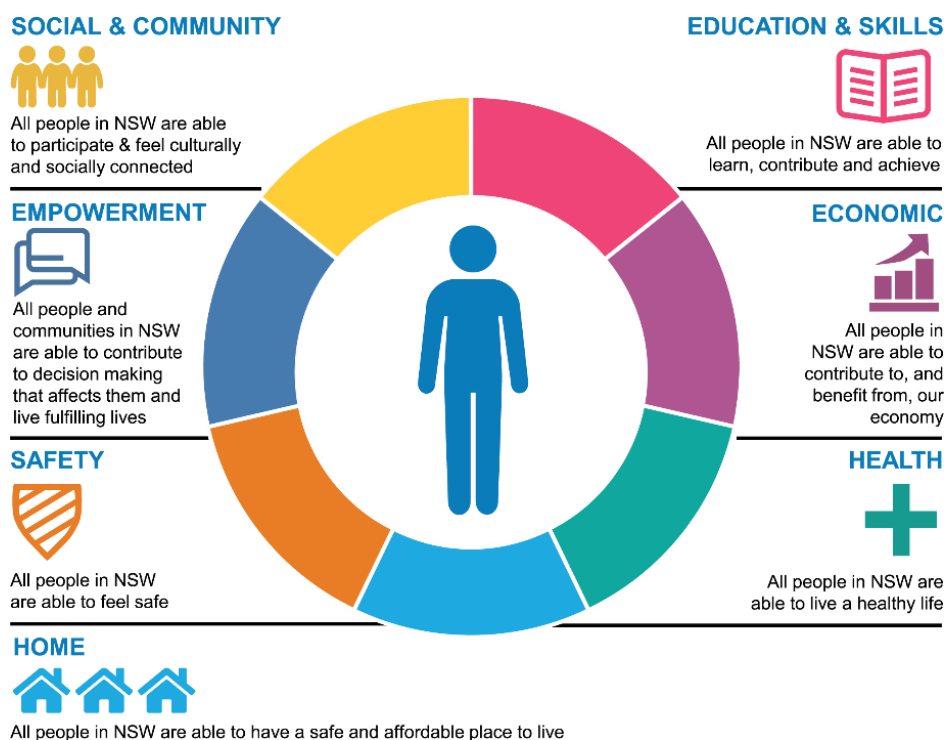 SOCIAL & COMMUNITY
All people in NSW are able
to participate & feel culturally
and socially connected
EDUCATION & SKILLS
All people in NSW are able to
learn, contribute and achieve
EMPOWERMENT
All people and
communities in NSW
are able to contribute
to decision making
that affects them and
live fulfilling lives
ECONOMIC
All people in
NSW are able to
contribute to, and
benefit from, our
economy
SAFETY
All people in NSW
are able to feel safe
HEALTH
All people in NSW are
able to live a healthy life
HOME
All people in NSW are able to have a safe and affordable place to live